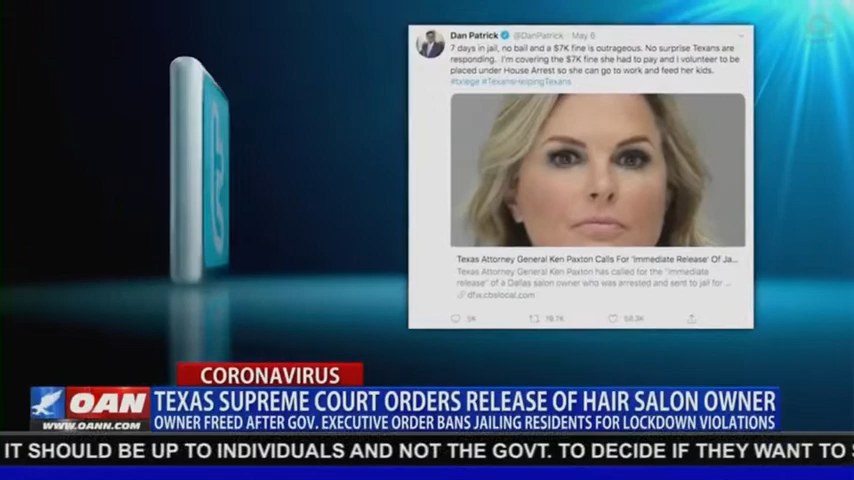 Dan Patrick @DanPatrick · May 6
7 days in jail, no bail and a $7K fine is outrageous. No surprise Texans are
responding. I'm covering the $7K fine she had to pay and I volunteer to be
placed under House Arrest so she can go to work and feed her kids.
#txlege #TexansHelpingTexans
Texas Attorney General Ken Paxton Calls For 'Immediate Release' Of Ja...
Texas Attorney General Ken Paxton has called for the "immediate
release" of a Dallas salon owner who was arrested and sent to jail for ...
dfw.cbslocal.com
5K 19.7K 58.3K
CORONAVIRUS
OAN
WWW.OANN.COM
TEXAS SUPREME COURT ORDERS RELEASE OF HAIR SALON OWNER
OWNER FREED AFTER GOV. EXECUTIVE ORDER BANS JAILING RESIDENTS FOR LOCKDOWN VIOLATIONS
IT SHOULD BE UP TO INDIVIDUALS AND NOT THE GOVT. TO DECIDE IF THEY WANT TO S